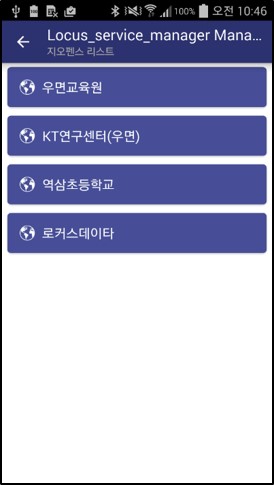 100% 오전 10:46
Locus_service_manager Mana...
지오펜스 리스트
우면교육원
KT연구센터(우면)
역삼초등학교
로커스데이타